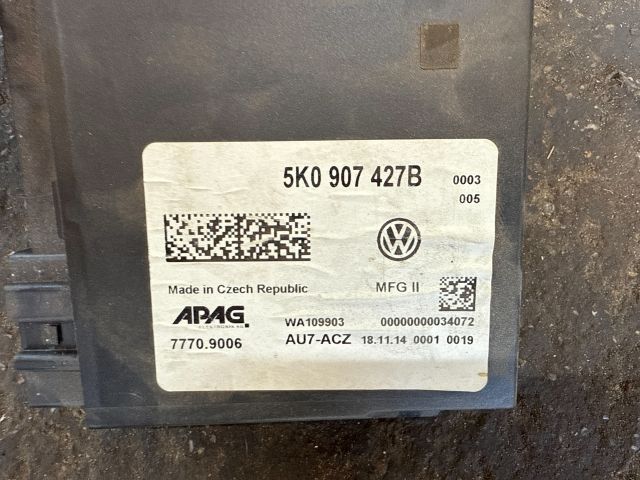 5K0 907 427B 0003
005
Made in Czech Republic MFG II
APAG
WA109903 00000000034072
7770.9006 AU7-ACZ 18.11.14 0001 0019